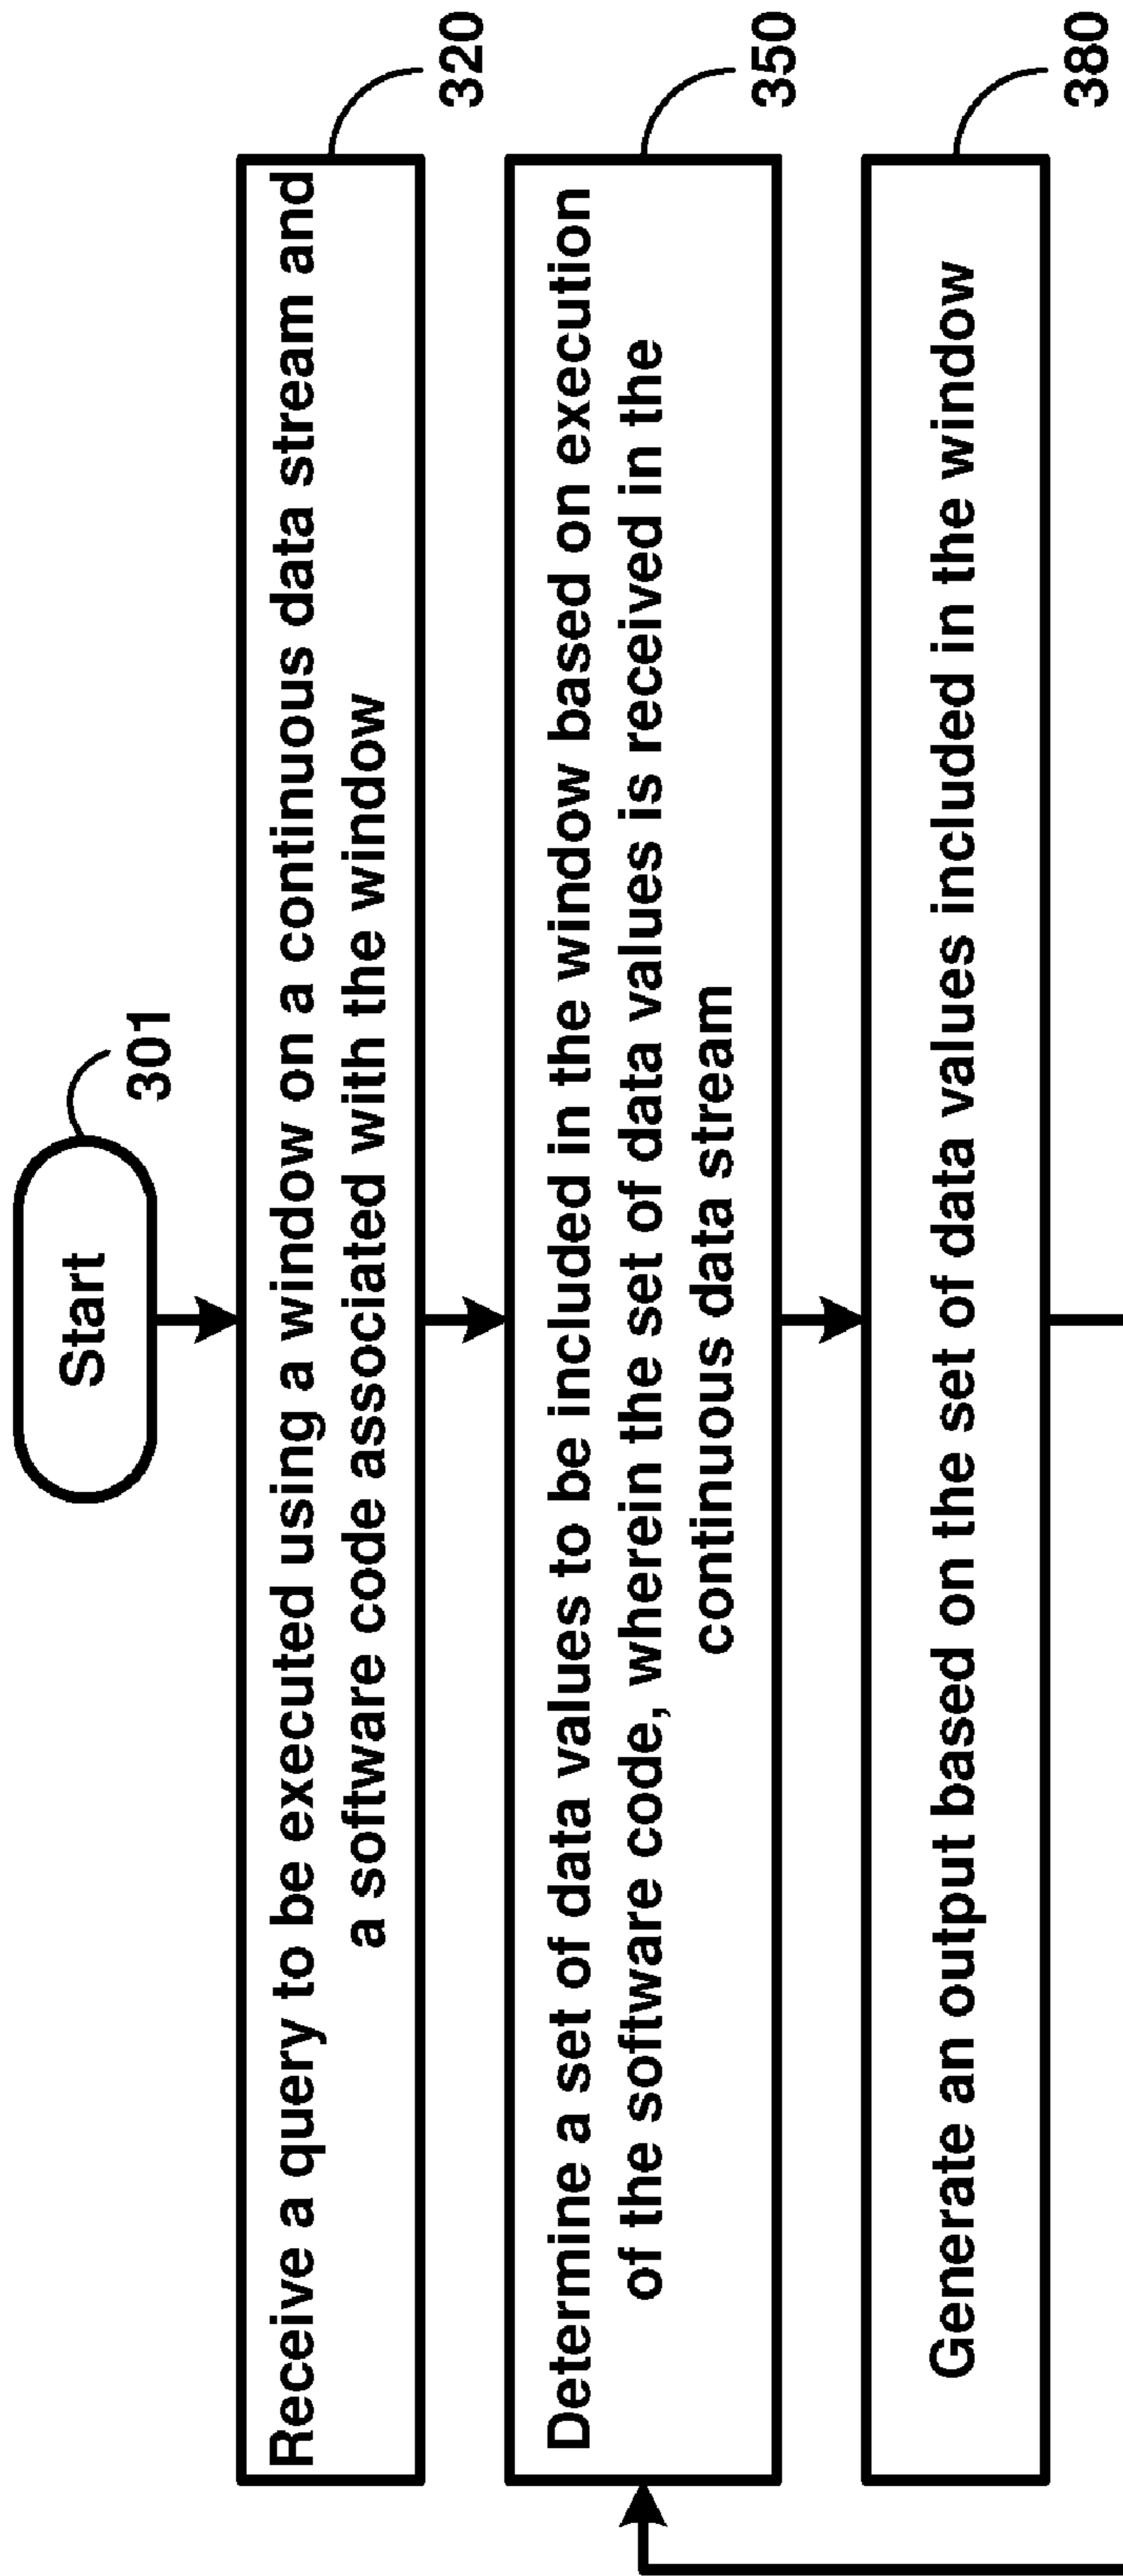 Start
301
Receive a query to be executed using a window on a continuous data stream and
a software code associated with the window
320
Determine a set of data values to be included in the window based on execution
of the software code, wherein the set of data values is received in the
continuous data stream
350
Generate an output based on the set of data values included in the window
380